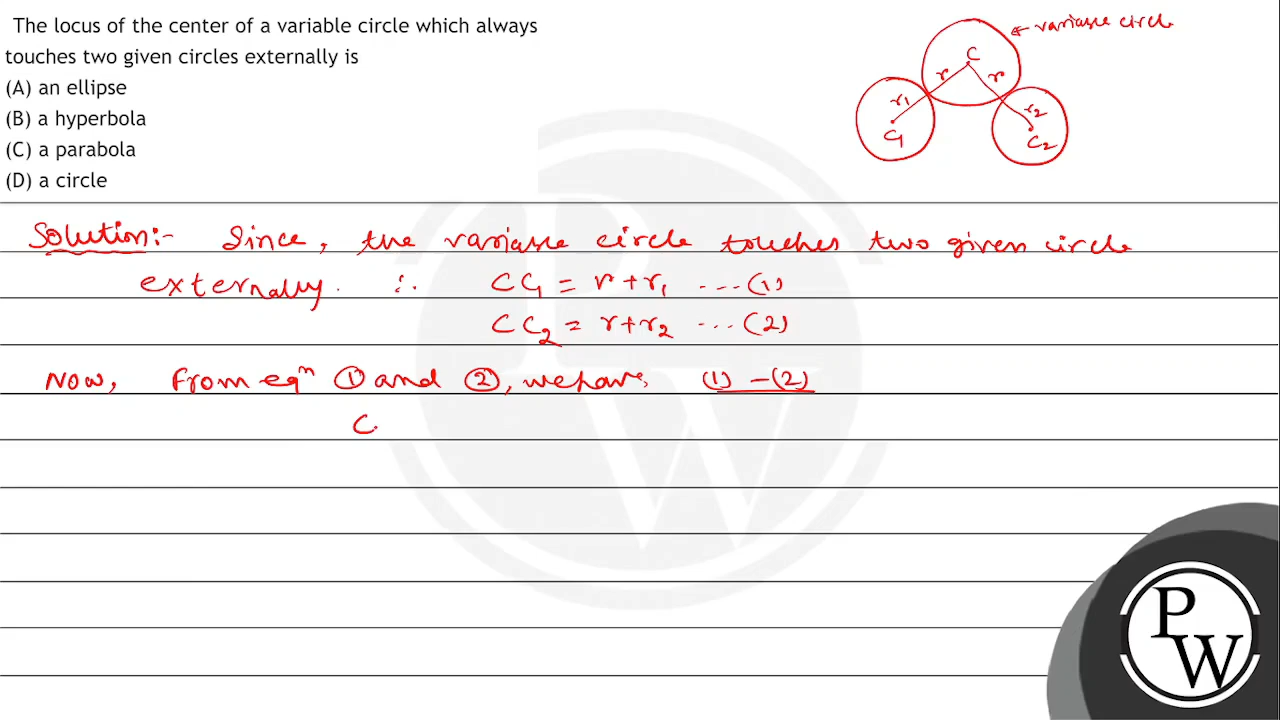 The locus of the center of a variable circle which always
touches two given circles externally is
(A) an ellipse
(B) a hyperbola
(C) a parabola
(D) a circle
← variable circle
C
r r
r₁ r₂
C₁ C₂
Solution:- Since, the variable circle touches two given circle
externally. ∴ CC₁ = r + r₁ ...(1)
CC₂ = r + r₂ ...(2)
Now, From eqⁿ ① and ②, we have, (1) - (2)
C
PW
PW